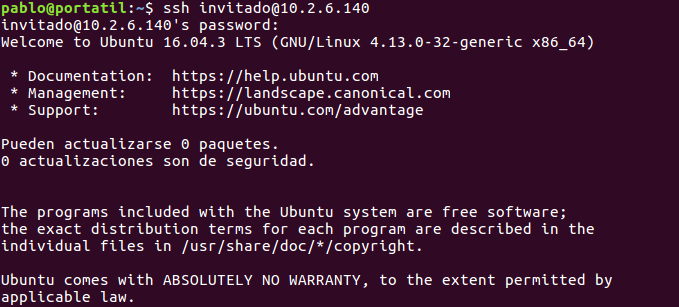 pablo@portatil:~$ ssh invitado@10.2.6.140
invitado@10.2.6.140's password:
Welcome to Ubuntu 16.04.3 LTS (GNU/Linux 4.13.0-32-generic x86_64)
* Documentation:  https://help.ubuntu.com
* Management:     https://landscape.canonical.com
* Support:        https://ubuntu.com/advantage
Pueden actualizarse 0 paquetes.
0 actualizaciones son de seguridad.
The programs included with the Ubuntu system are free software;
the exact distribution terms for each program are described in the
individual files in /usr/share/doc/*/copyright.
Ubuntu comes with ABSOLUTELY NO WARRANTY, to the extent permitted by
applicable law.